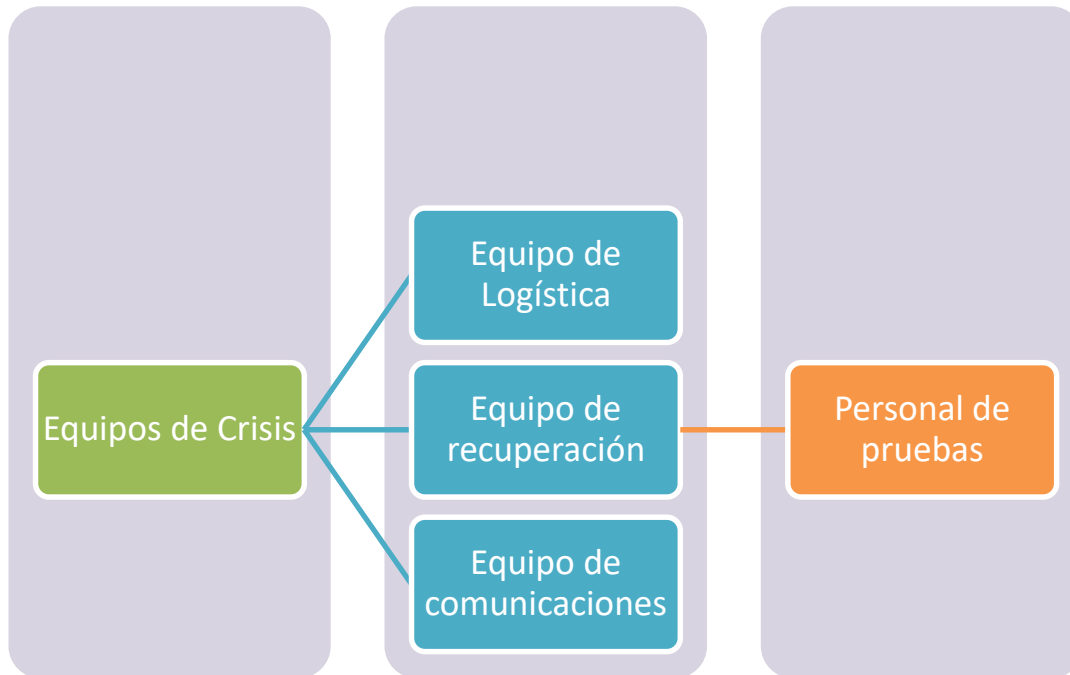 Equipo de
Logística
Equipos de Crisis
Equipo de
recuperación
Personal de
pruebas
Equipo de
comunicaciones